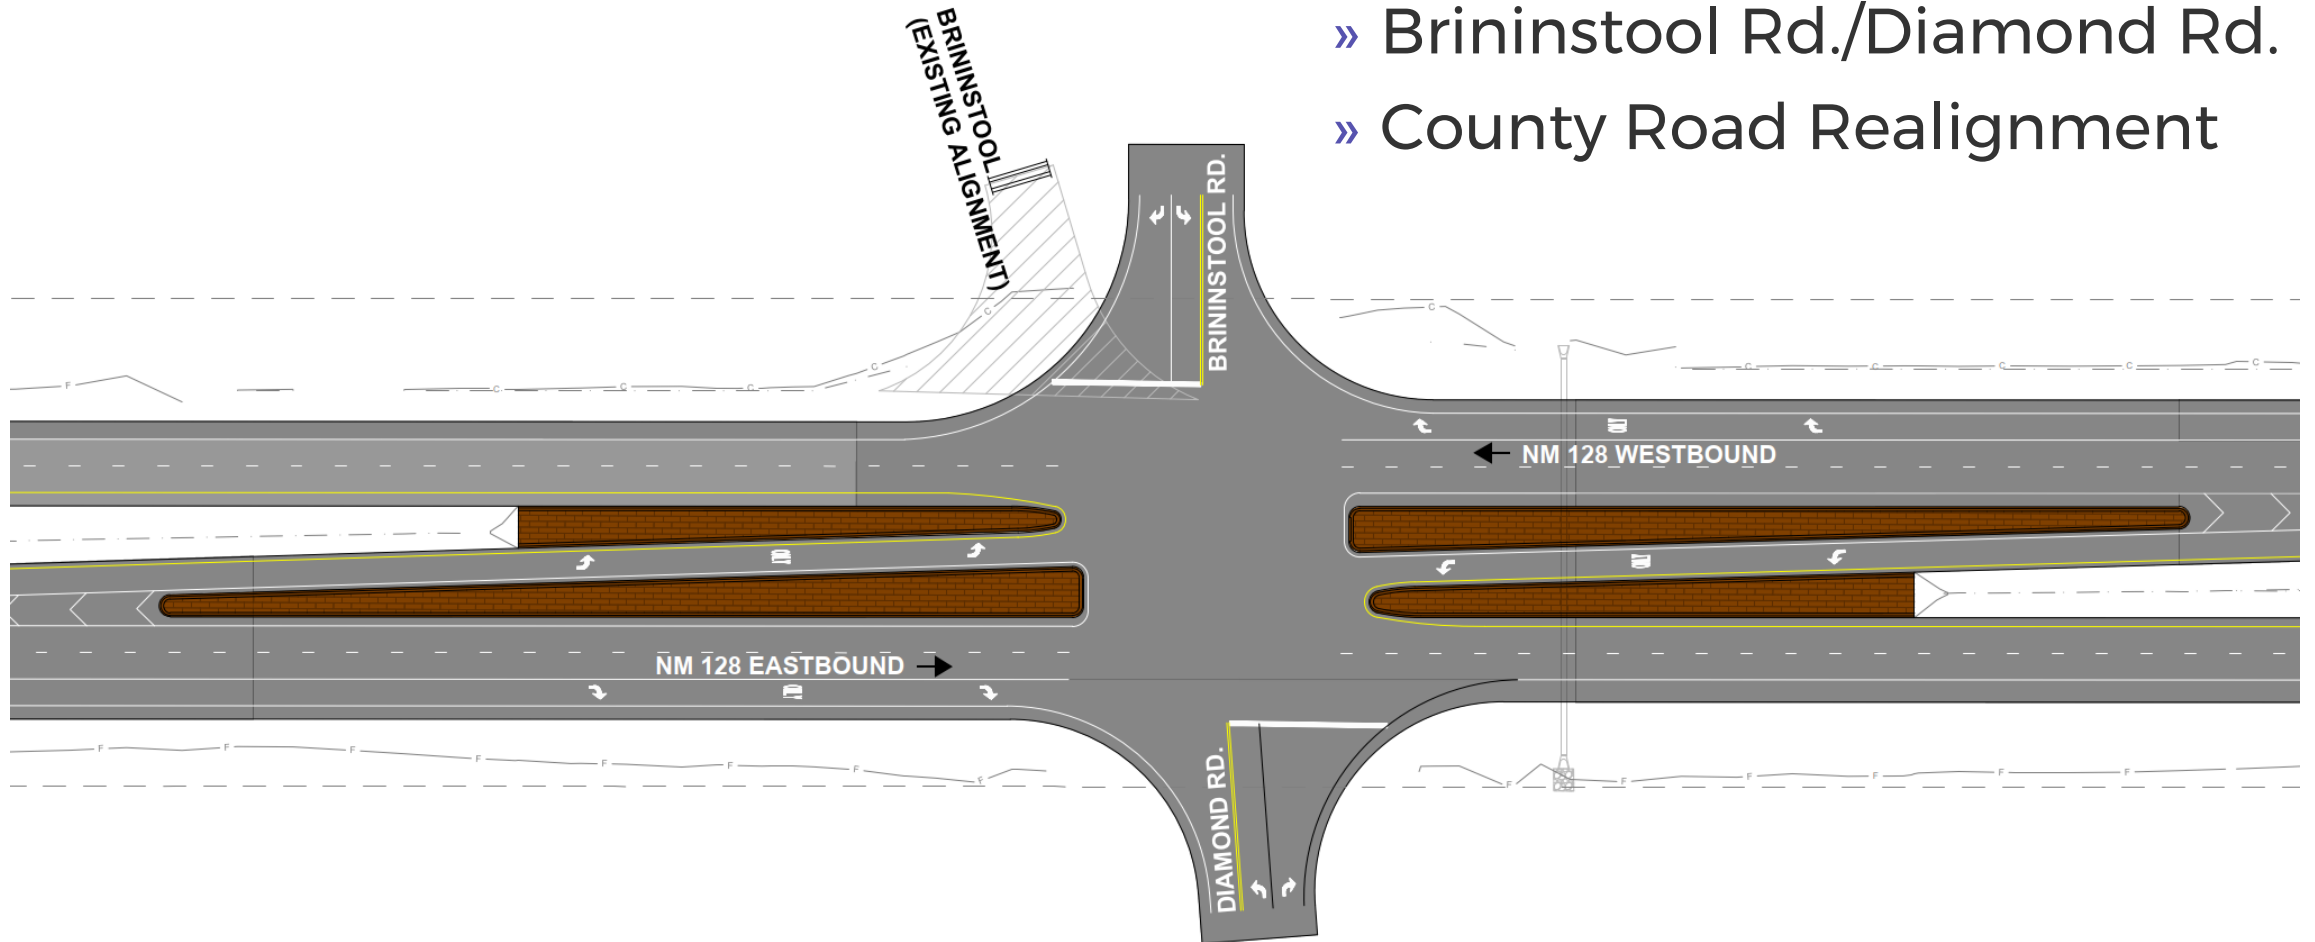 » Brininstool Rd./Diamond Rd.
» County Road Realignment
BRININSTOOL
(EXISTING ALIGNMENT)
BRININSTOOL RD.
NM 128 WESTBOUND
NM 128 EASTBOUND
DIAMOND RD.
F
C
C
C
C
C
C
C
C
C
C
C
F
F
F
F
F
F
F
F
F
F
F
F
F
F